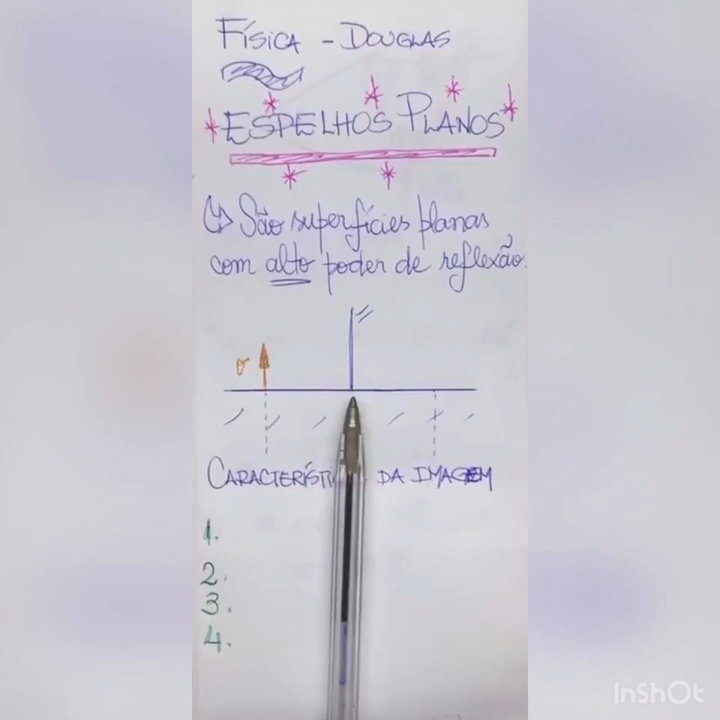 FÍSICA - DOUGLAS
ESPELHOS PLANOS
São superfícies planas
com alto poder de reflexão.
σ
CARACTERÍSTI DA IMAGEM
1.
2.
3.
4.
InShOt